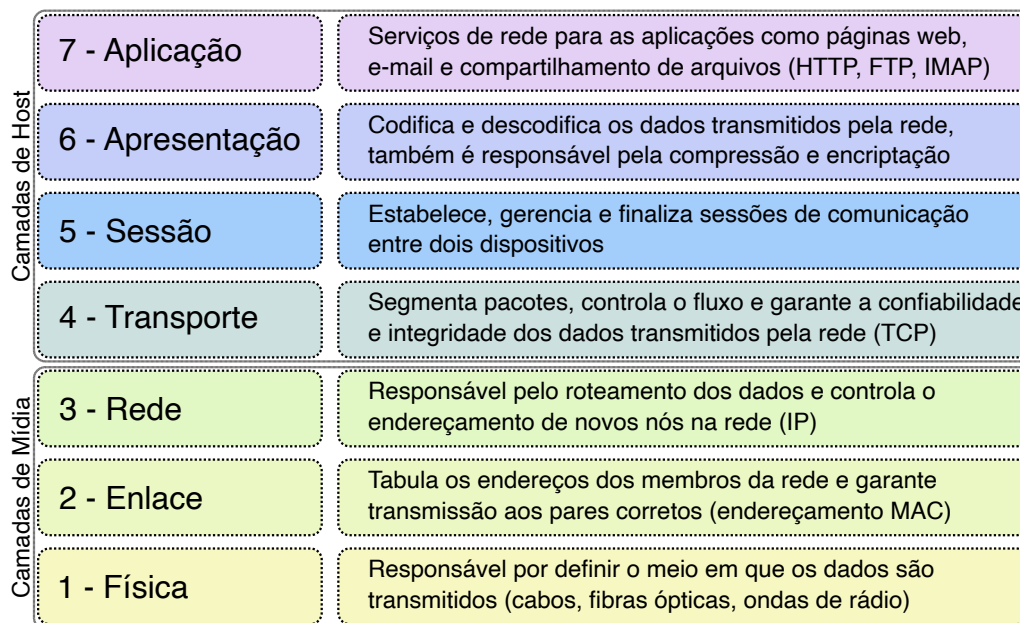 Camadas de Host
7 - Aplicação
Serviços de rede para as aplicações como páginas web,
e-mail e compartilhamento de arquivos (HTTP, FTP, IMAP)
6 - Apresentação
Codifica e descodifica os dados transmitidos pela rede,
também é responsável pela compressão e encriptação
5 - Sessão
Estabelece, gerencia e finaliza sessões de comunicação
entre dois dispositivos
4 - Transporte
Segmenta pacotes, controla o fluxo e garante a confiabilidade
e integridade dos dados transmitidos pela rede (TCP)
Camadas de Mídia
3 - Rede
Responsável pelo roteamento dos dados e controla o
endereçamento de novos nós na rede (IP)
2 - Enlace
Tabula os endereços dos membros da rede e garante
transmissão aos pares corretos (endereçamento MAC)
1 - Física
Responsável por definir o meio em que os dados são
transmitidos (cabos, fibras ópticas, ondas de rádio)